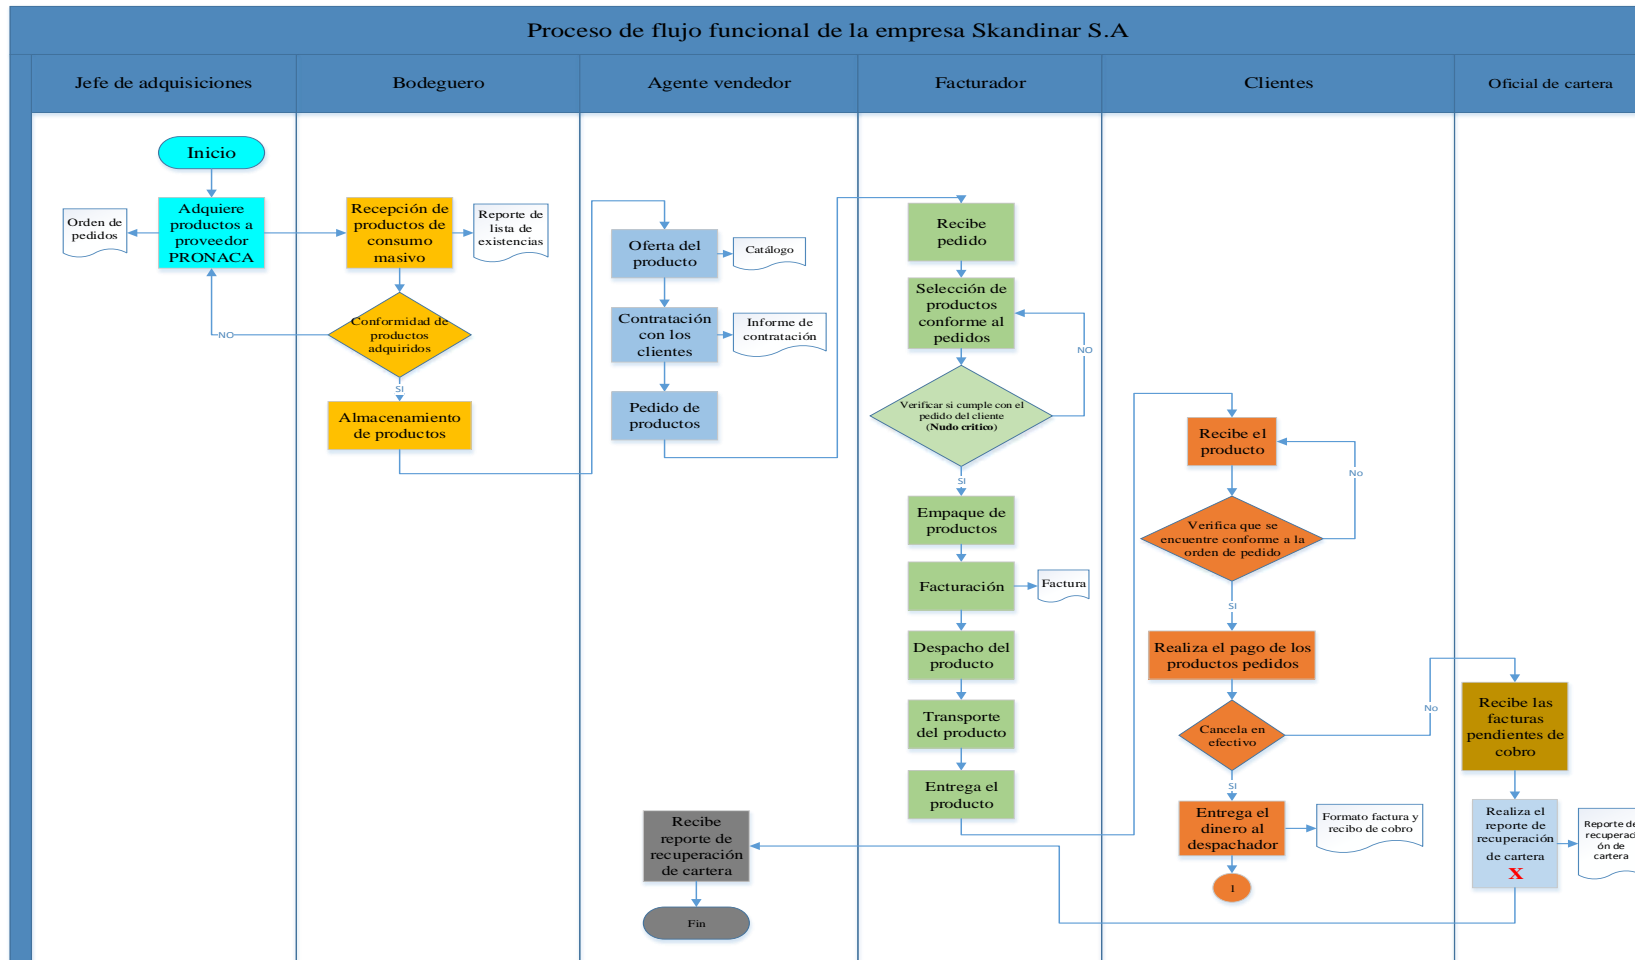 Proceso de flujo funcional de la empresa Skandinar S.A
Jefe de adquisiciones
Bodeguero
Agente vendedor
Facturador
Clientes
Oficial de cartera
Inicio
Orden de
pedidos
Adquiere
productos a
proveedor
PRONACA
NO
Recepción de
productos de
consumo
masivo
Reporte de
lista de
existencias
Conformidad de
productos
adquiridos
SI
Almacenamiento
de productos
Oferta del
producto
Catálogo
Contratación
con los
clientes
Informe de
contratación
Pedido de
productos
Recibe
reporte de
recuperación
de cartera
Fin
Recibe
pedido
Selección de
productos
conforme al
pedidos
NO
Verificar si cumple con el
pedido del cliente
(Nudo critico)
SI
Empaque de
productos
Facturación
Factura
Despacho del
producto
Transporte
del producto
Entrega el
producto
Recibe el
producto
No
Verifica que se
encuentre conforme a la
orden de pedido
SI
Realiza el pago de los
productos pedidos
Cancela en
efectivo
No
SI
Entrega el
dinero al
despachador
Formato factura y
recibo de cobro
1
Recibe las
facturas
pendientes de
cobro
Realiza el
reporte de
recuperación
de cartera
X
Reporte de
recuperaci
ón de
cartera